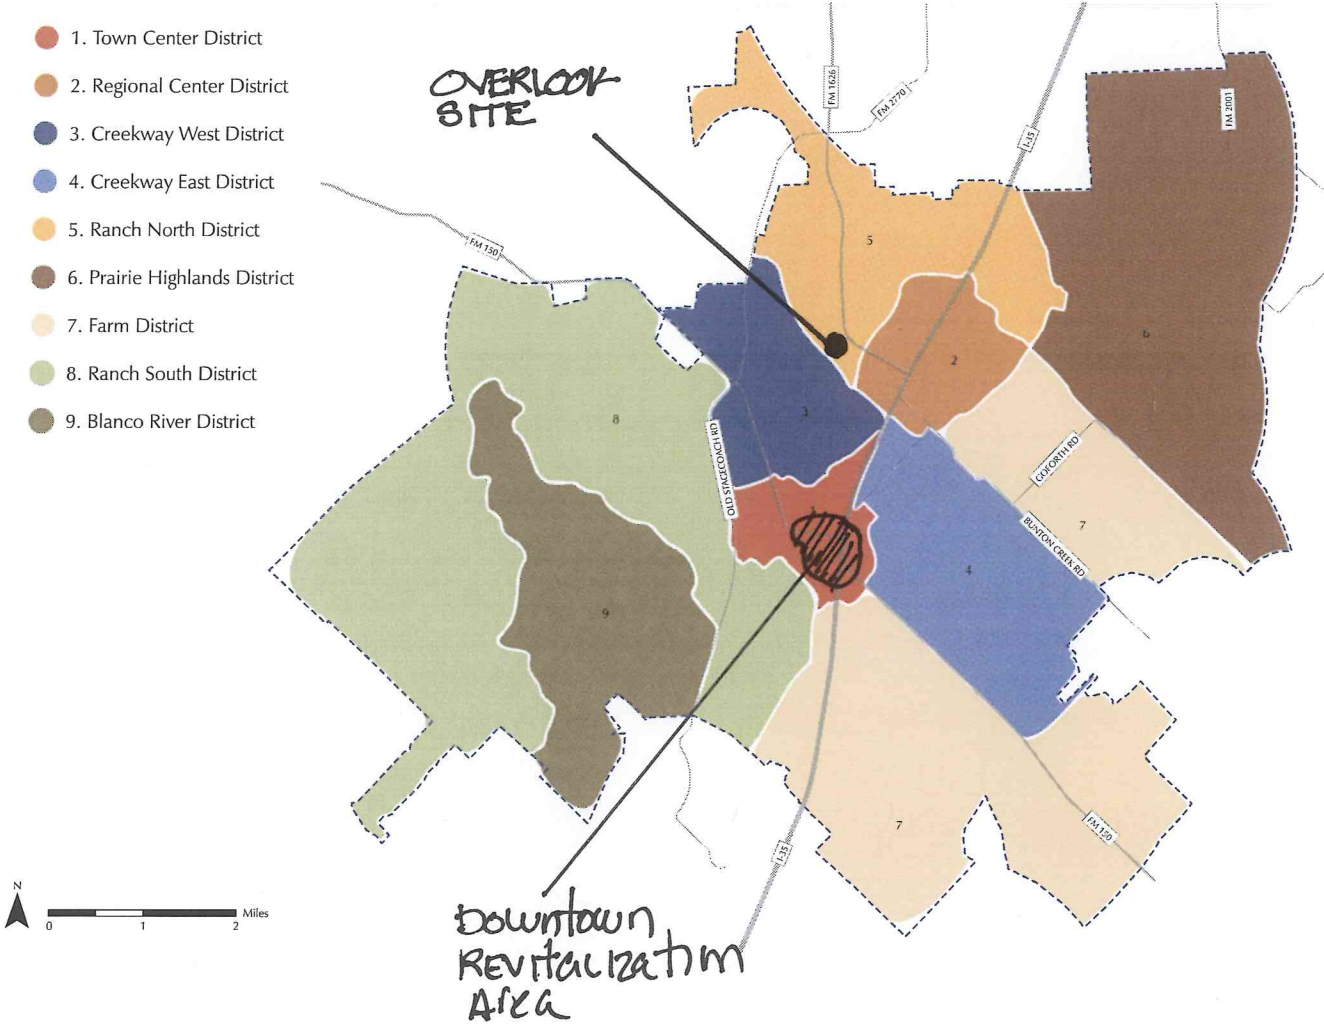 1. Town Center District
2. Regional Center District
3. Creekway West District
4. Creekway East District
5. Ranch North District
6. Prairie Highlands District
7. Farm District
8. Ranch South District
9. Blanco River District
OVERLOOK
SITE
FM 1626
FM 2770
I-35
FM 2001
FM 150
5
6
2
3
8
OLD STAGECOACH RD
GOFORTH RD
BUNTON CREEK RD
7
4
9
7
FM 150
I-35
N
0 1 2 Miles
Downtown
Revitalization
Area